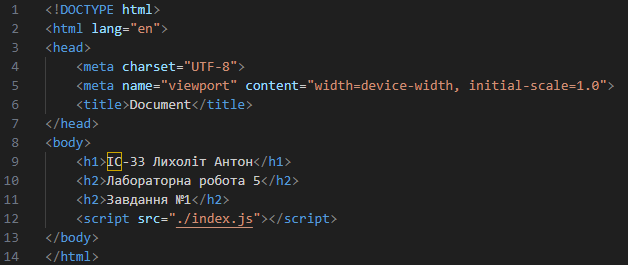 1 <!DOCTYPE html>
2 <html lang="en">
3 <head>
4 <meta charset="UTF-8">
5 <meta name="viewport" content="width=device-width, initial-scale=1.0">
6 <title>Document</title>
7 </head>
8 <body>
9 <h1>ІС-33 Лихоліт Антон</h1>
10 <h2>Лабораторна робота 5</h2>
11 <h2>Завдання №1</h2>
12 <script src="./index.js"></script>
13 </body>
14 </html>